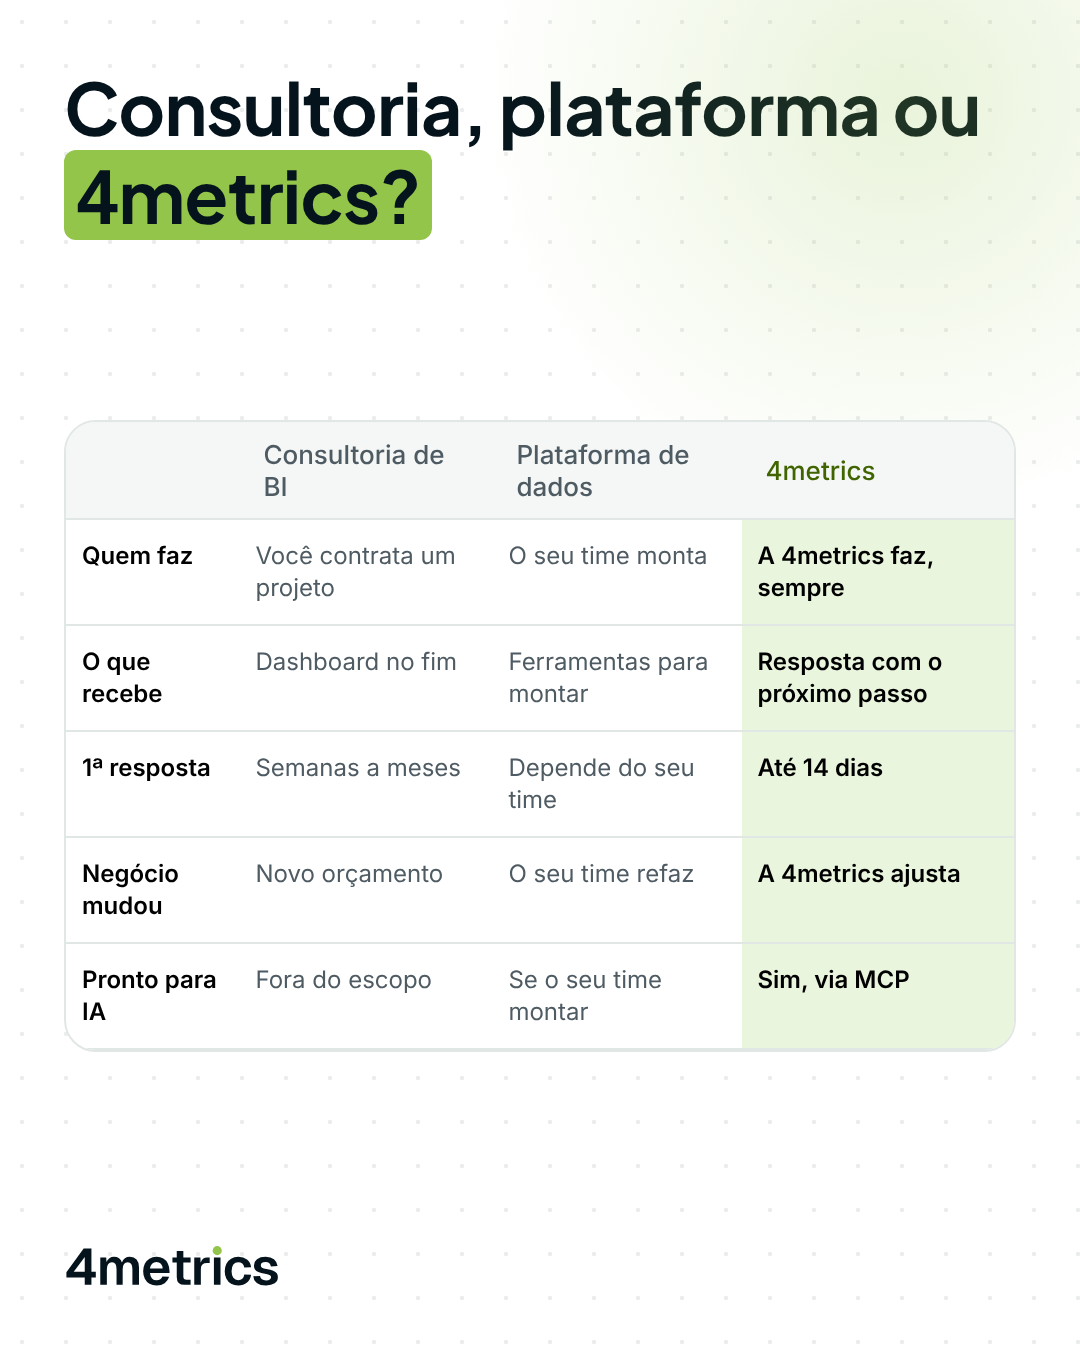 Consultoria, plataforma ou
4metrics?
Consultoria de
BI
Plataforma de
dados
4metrics
Quem faz
Você contrata um
projeto
O seu time monta
A 4metrics faz,
sempre
O que
recebe
Dashboard no fim
Ferramentas para
montar
Resposta com o
próximo passo
1ª resposta
Semanas a meses
Depende do seu
time
Até 14 dias
Negócio
mudou
Novo orçamento
O seu time refaz
A 4metrics ajusta
Pronto para
IA
Fora do escopo
Se o seu time
montar
Sim, via MCP
4metrics